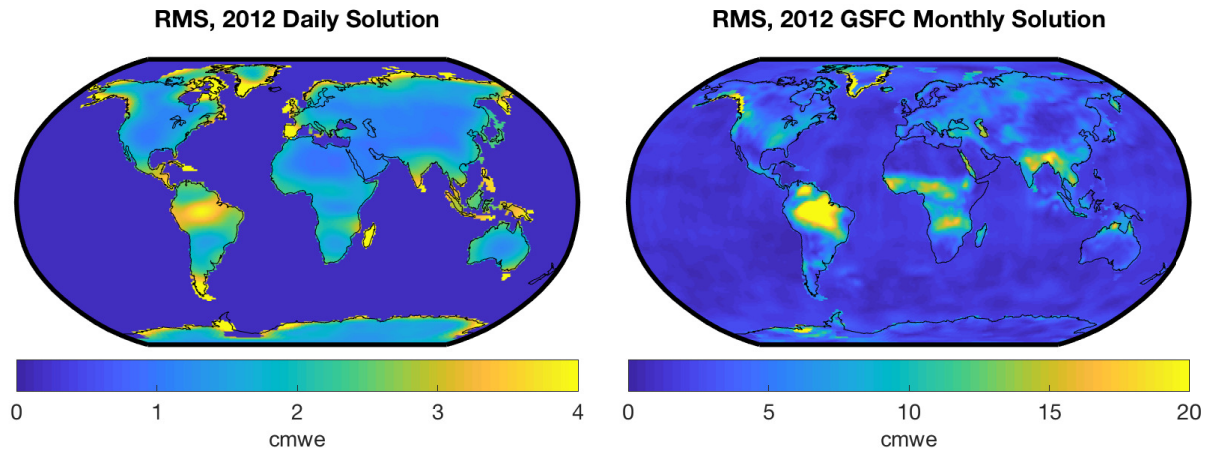 RMS, 2012 Daily Solution
RMS, 2012 GSFC Monthly Solution
0 1 2 3 4
cmwe
0 5 10 15 20
cmwe